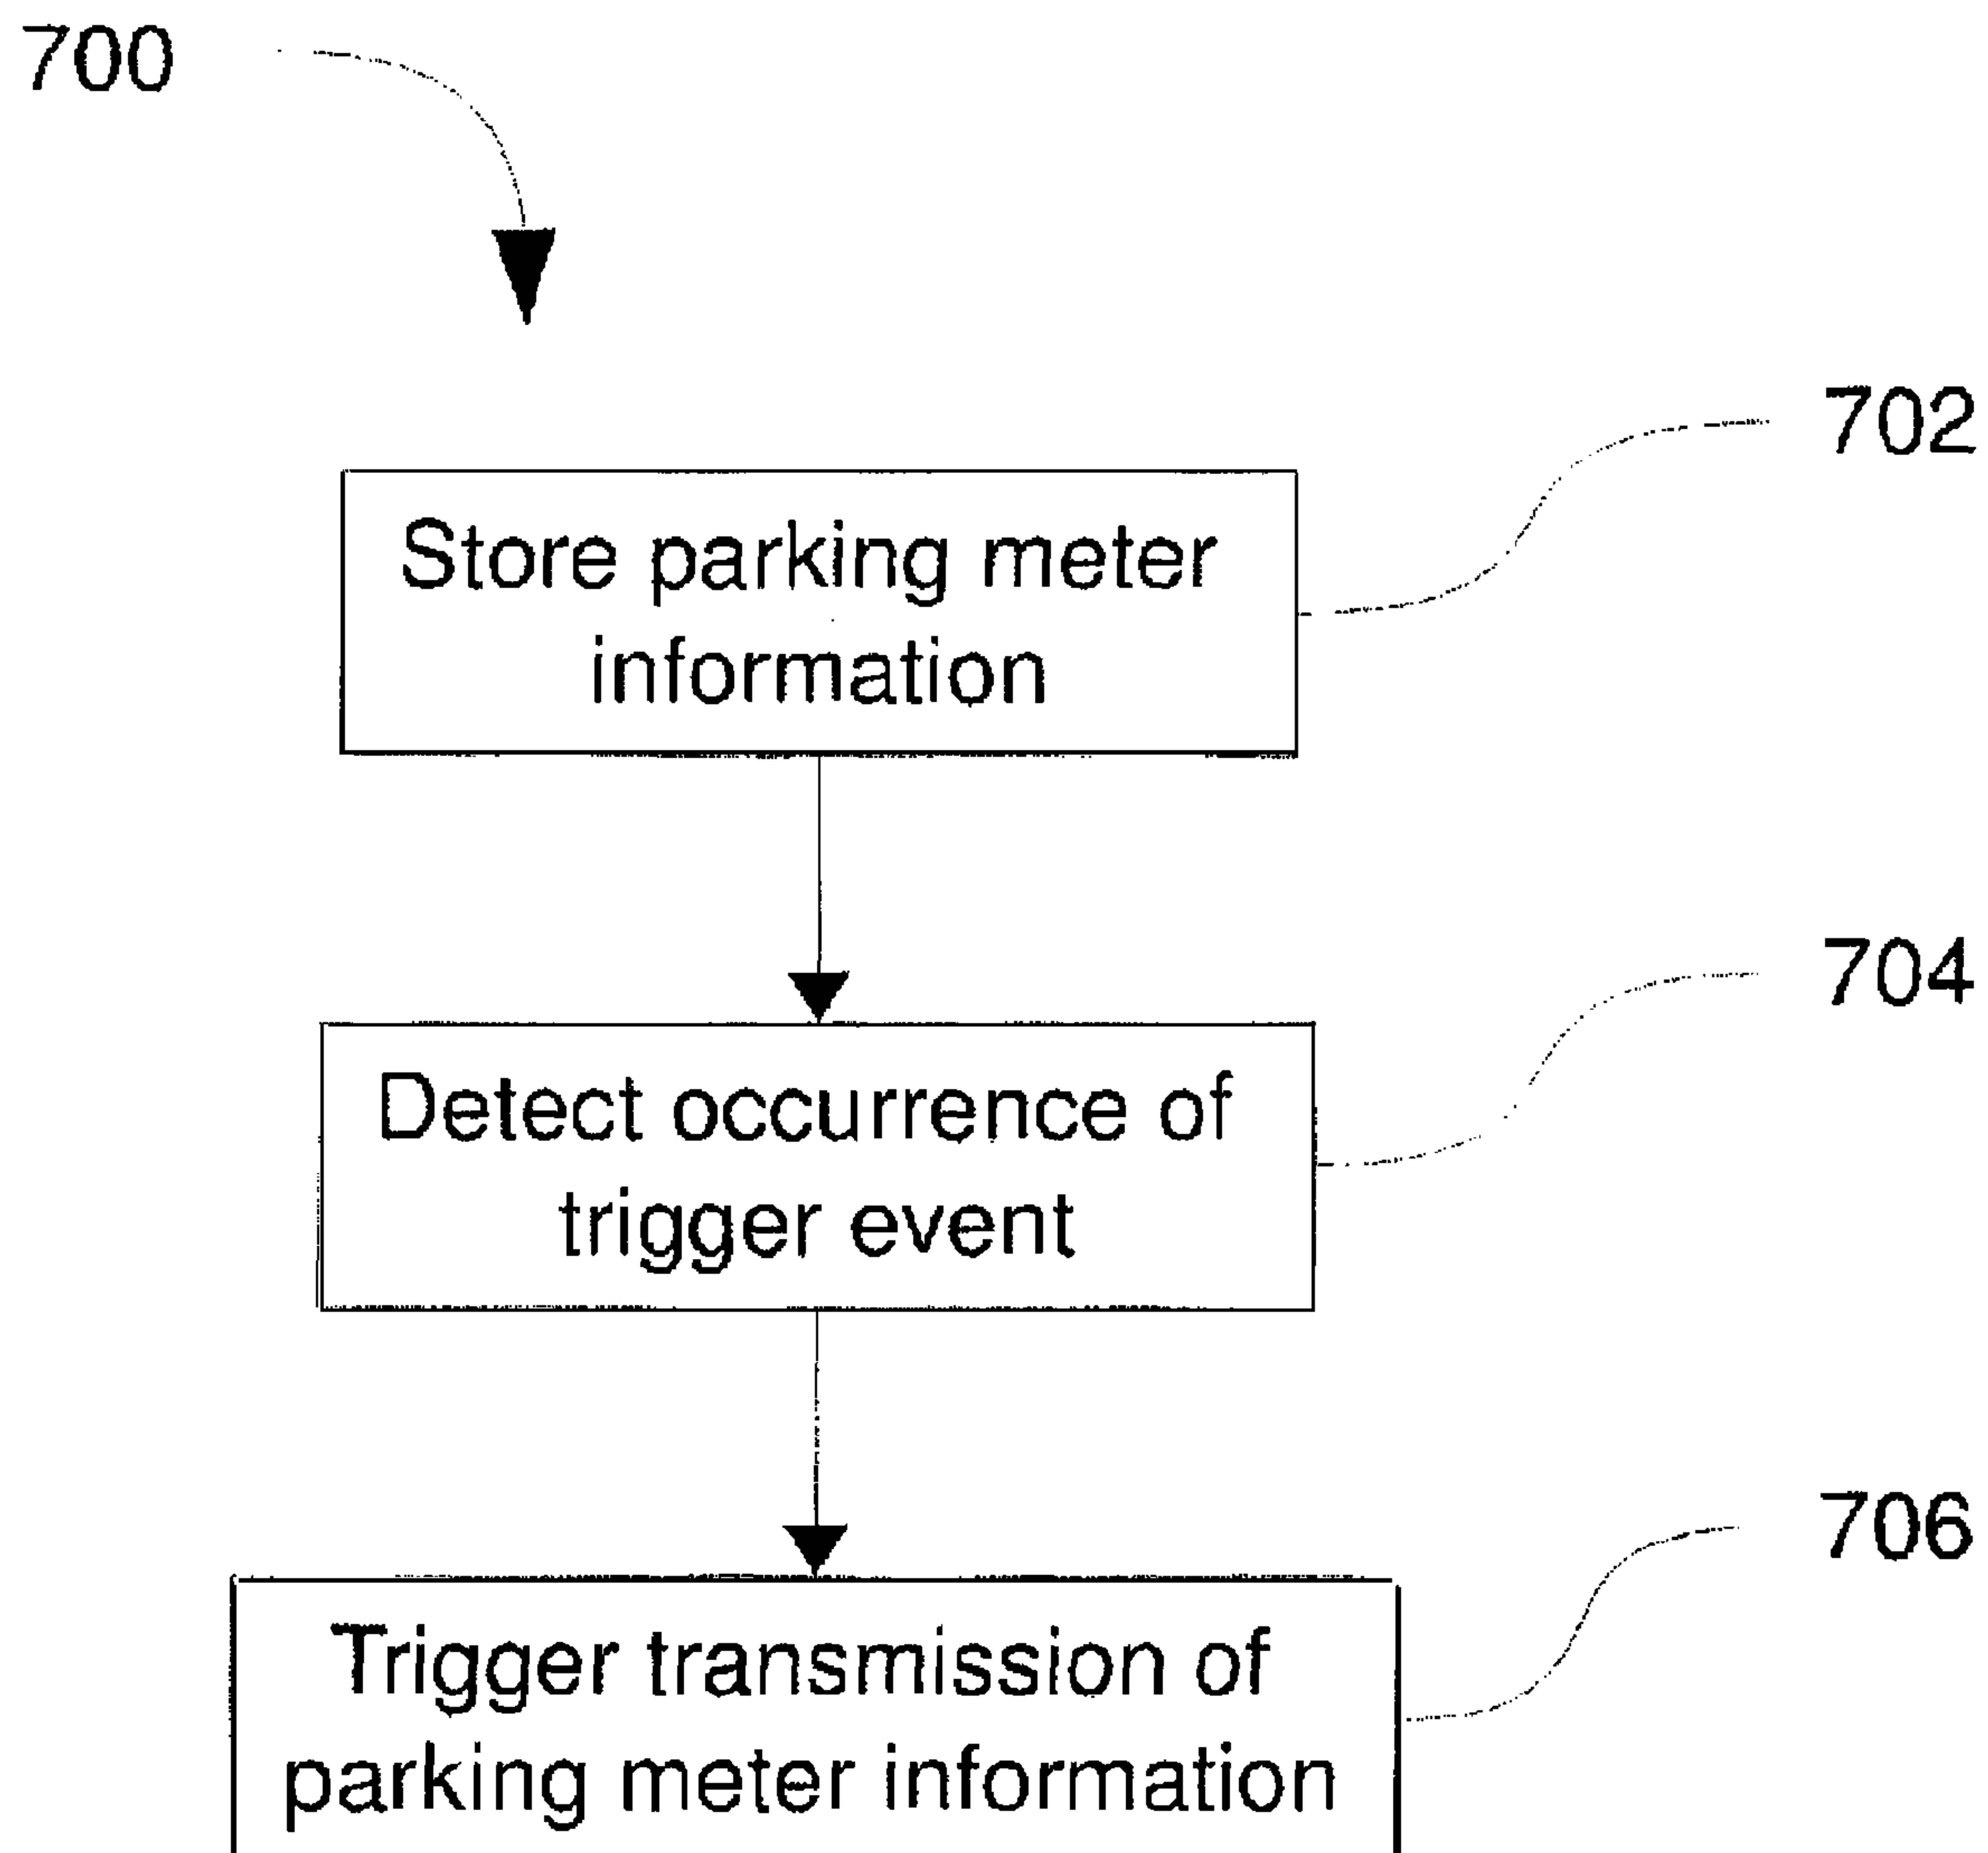 700
702
Store parking meter
information
704
Detect occurrence of
trigger event
706
Trigger transmission of
parking meter information